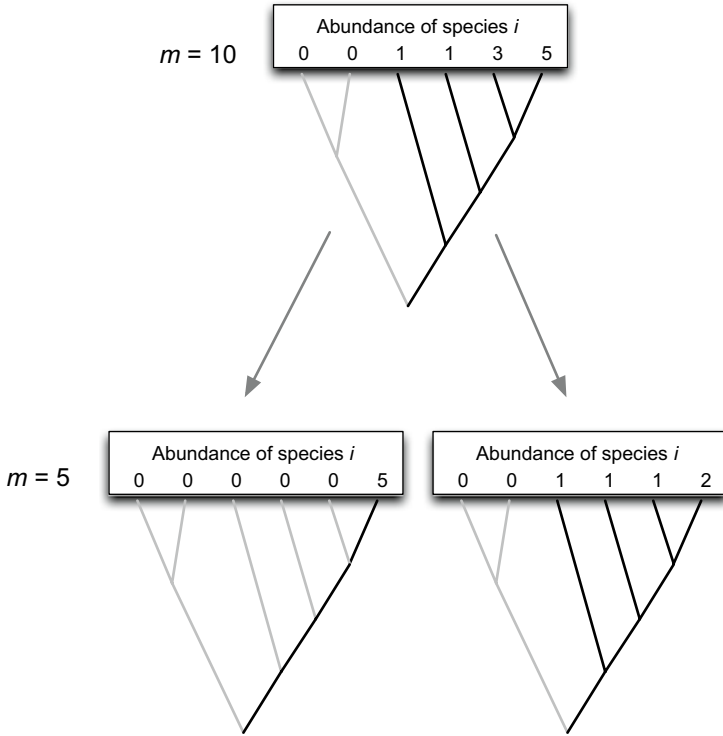 Abundance of species i
m = 10
0 0 1 1 3 5
Abundance of species i
m = 5
0 0 0 0 0 5
Abundance of species i
0 0 1 1 1 2